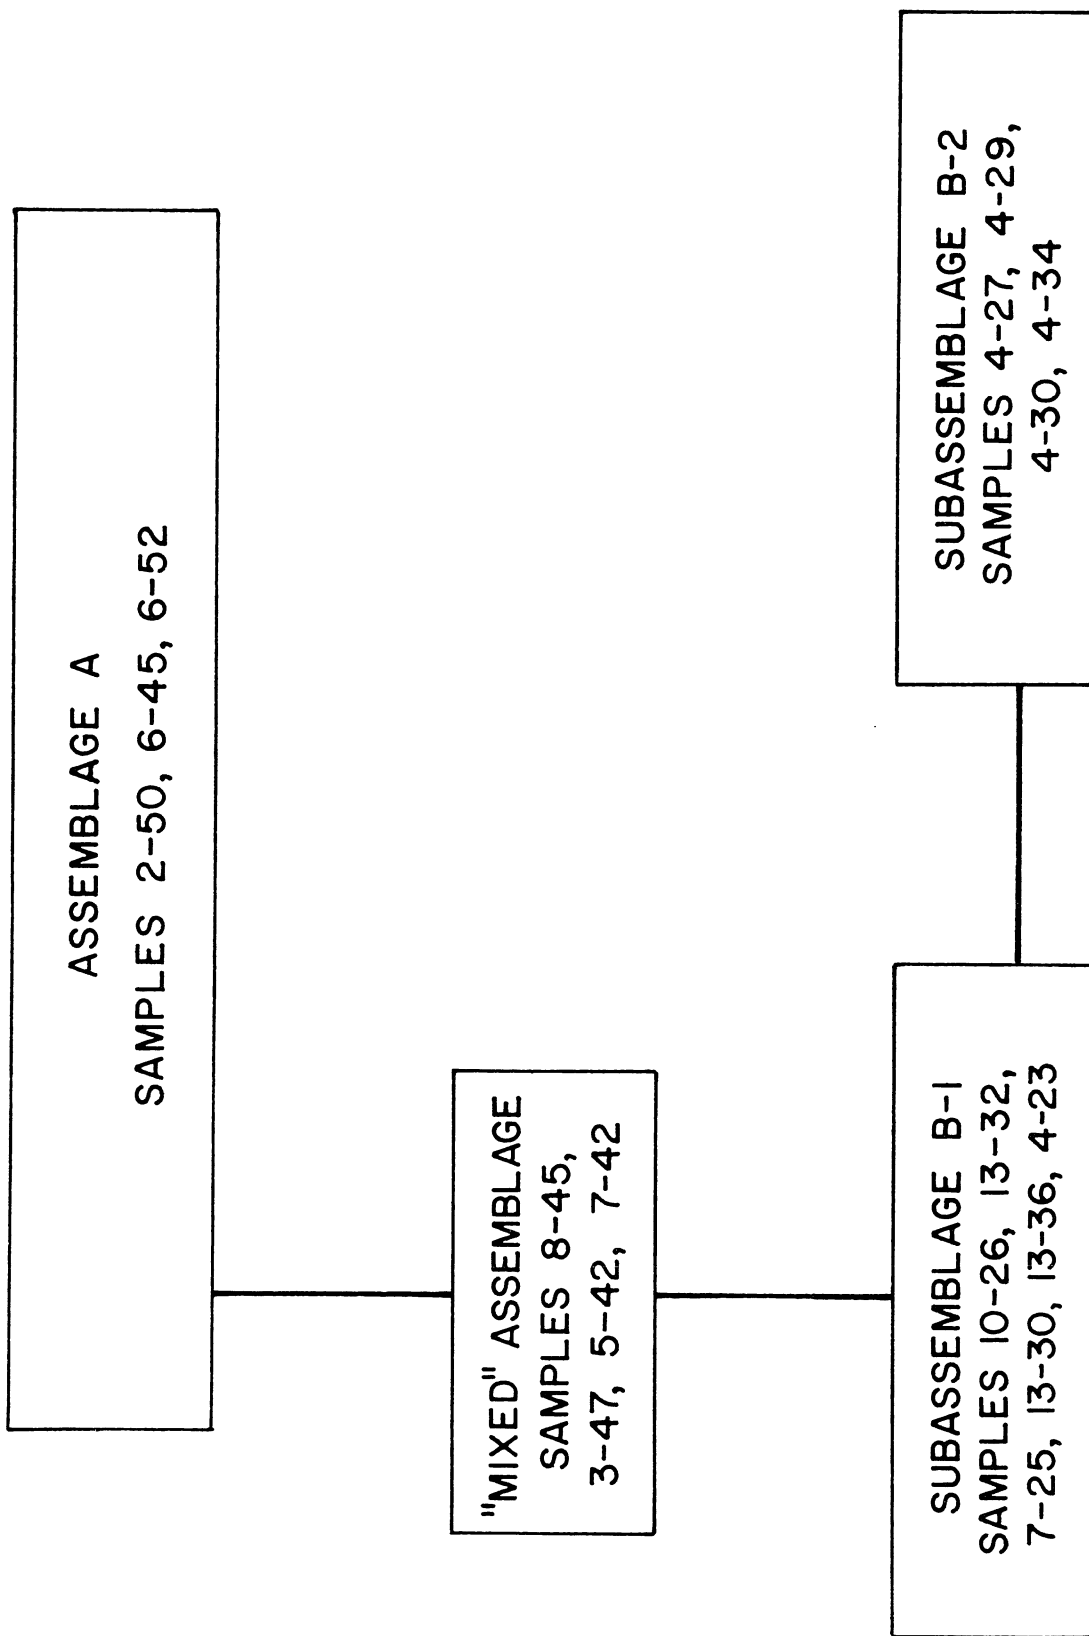 ASSEMBLAGE A
SAMPLES 2-50, 6-45, 6-52
"MIXED" ASSEMBLAGE
SAMPLES 8-45,
3-47, 5-42, 7-42
SUBASSEMBLAGE B-1
SAMPLES 10-26, 13-32,
7-25, 13-30, 13-36, 4-23
SUBASSEMBLAGE B-2
SAMPLES 4-27, 4-29,
4-30, 4-34